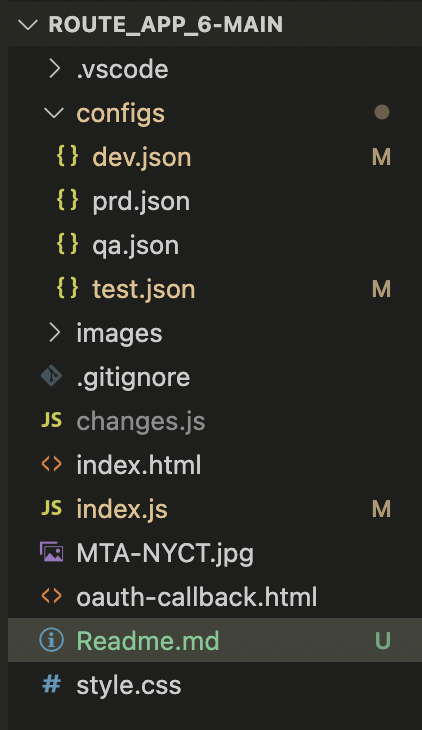 ROUTE_APP_6-MAIN
.vscode
configs
{} dev.json M
{} prd.json
{} qa.json
{} test.json M
images
.gitignore
JS changes.js
<> index.html
JS index.js M
MTA-NYCT.jpg
<> oauth-callback.html
Readme.md U
# style.css